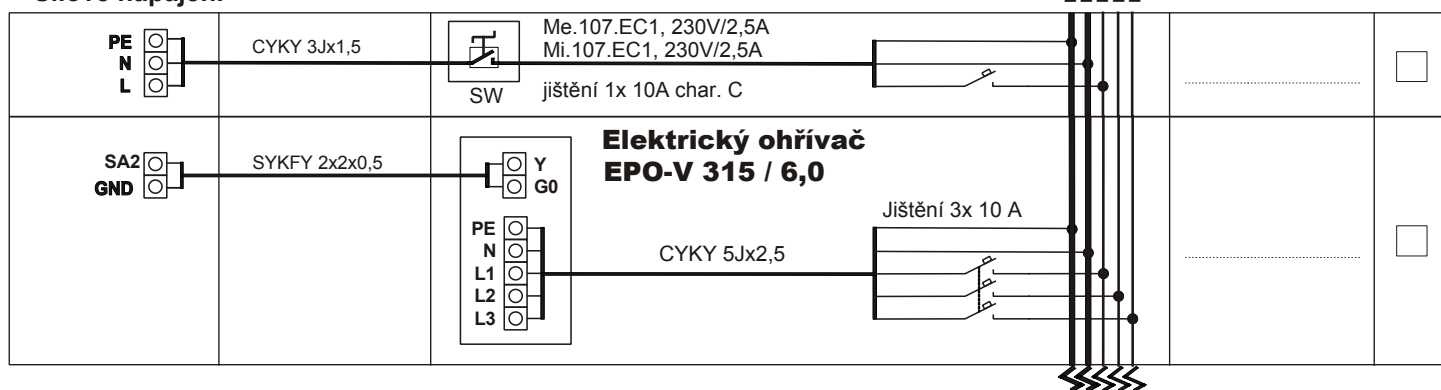 PE
N
L
CYKY 3Jx1,5
SW
Me.107.EC1, 230V/2,5A
Mi.107.EC1, 230V/2,5A
jištění 1x 10A char. C
SA2
GND
SYKFY 2x2x0,5
Y
G0
Elektrický ohřívač
EPO-V 315 / 6,0
PE
N
L1
L2
L3
CYKY 5Jx2,5
Jištění 3x 10 A